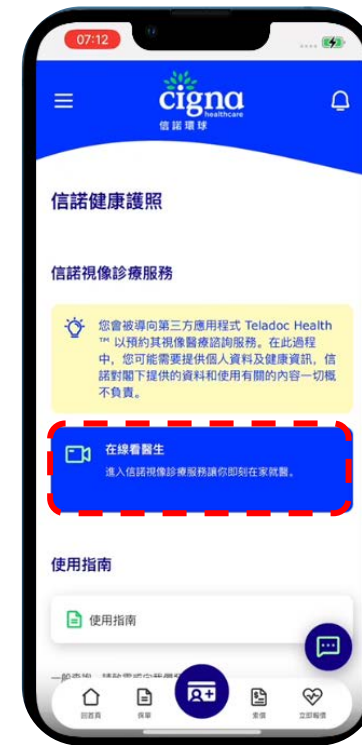 07:12
cigna
healthcare
信諾環球
信諾健康護照
信諾視像診療服務
您會被導向第三方應用程式 Teladoc Health
™ 以預約其視像醫療諮詢服務。在此過程
中，您可能需要提供個人資料及健康資訊，信
諾對閣下提供的資料和使用有關的內容一切概
不負責。
在線看醫生
進入信諾視像診療服務讓你即刻在家就醫。
使用指南
使用指南
回首頁
保單
索償
立即報價